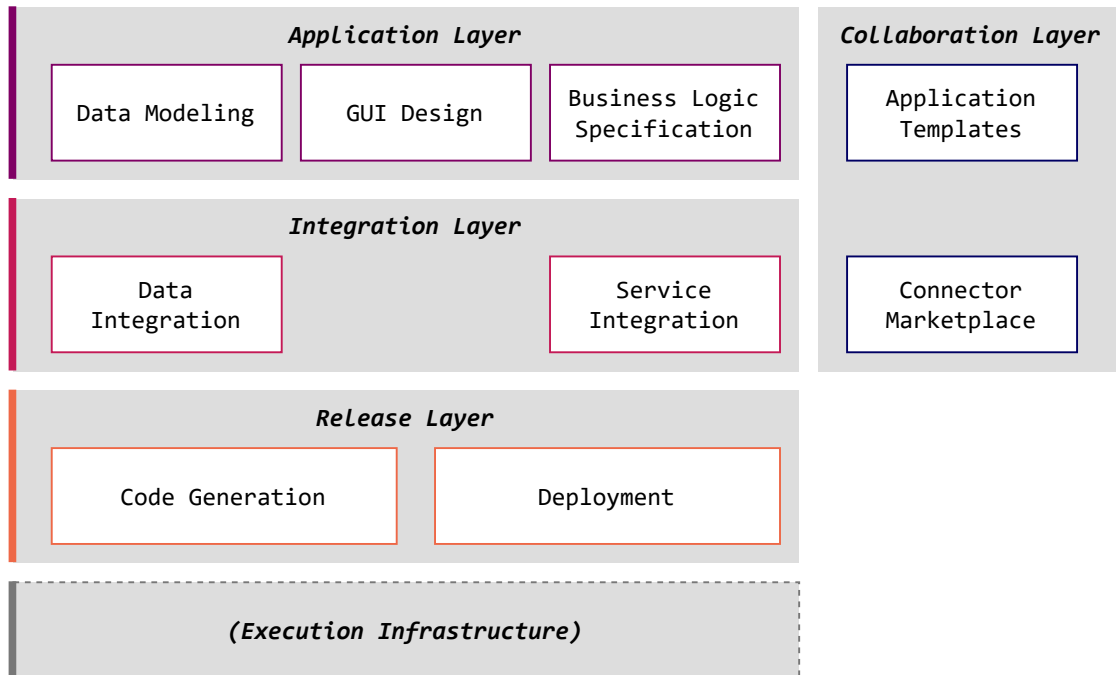 Application Layer
Data Modeling
GUI Design
Business Logic
Specification
Collaboration Layer
Application
Templates
Integration Layer
Data
Integration
Service
Integration
Connector
Marketplace
Release Layer
Code Generation
Deployment
(Execution Infrastructure)